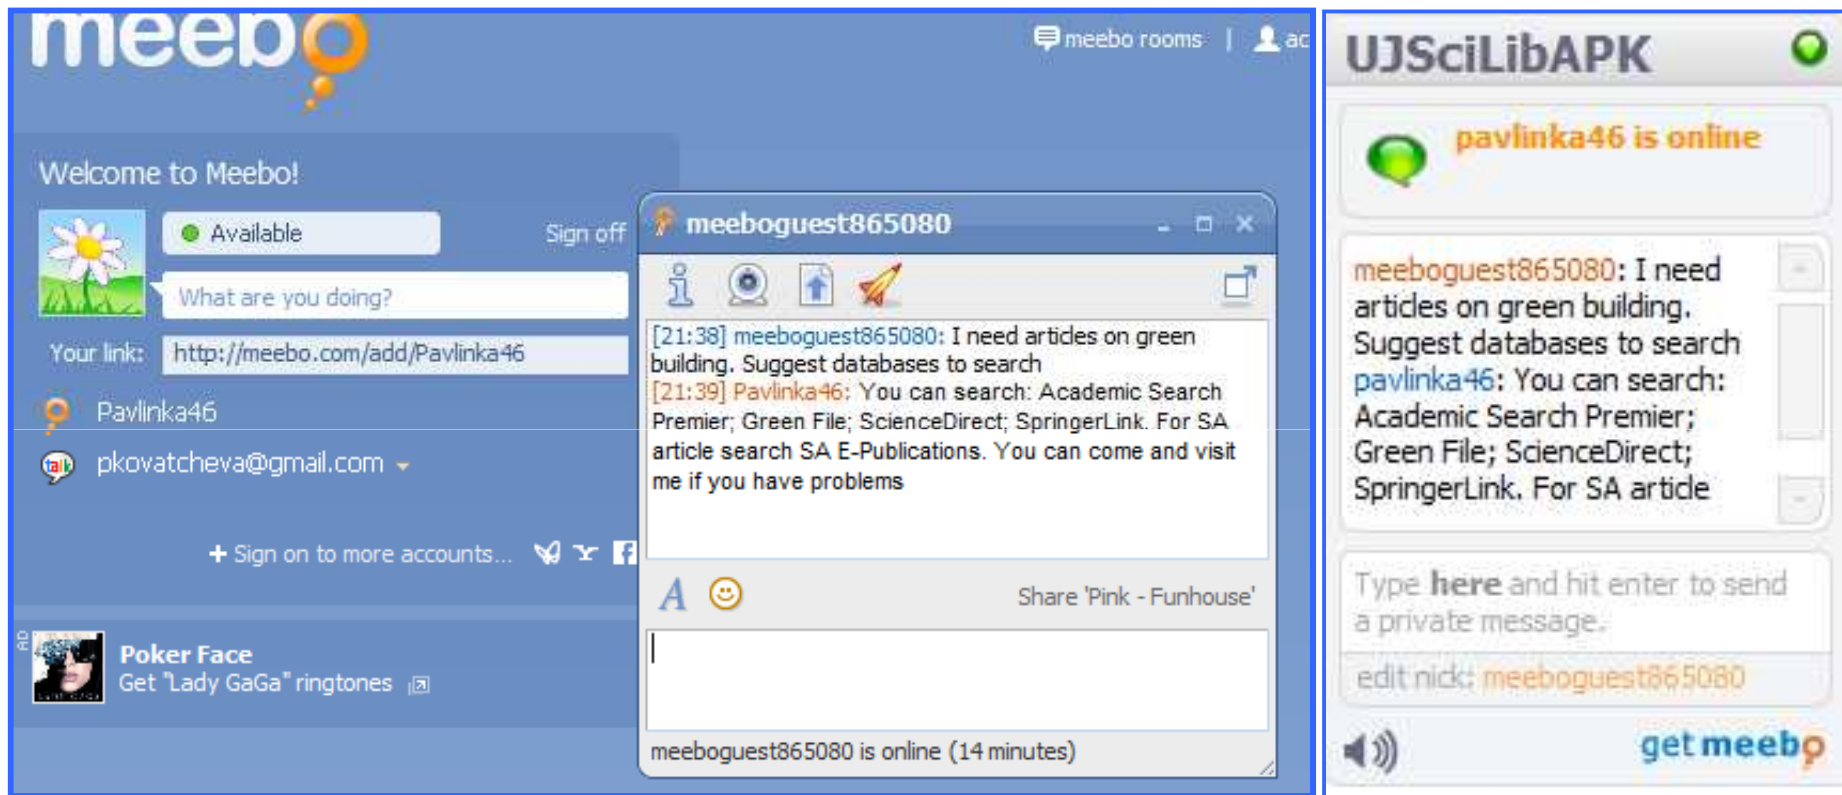 meebo
meebo rooms | ac
Welcome to Meebo!
Available
Sign off
What are you doing?
Your link: http://meebo.com/add/Pavlinka46
Pavlinka46
talk pkovatcheva@gmail.com
+ Sign on to more accounts...
AD
Poker Face
Get "Lady GaGa" ringtones
meeboguest865080
[21:38] meeboguest865080: I need articles on green
building. Suggest databases to search
[21:39] Pavlinka46: You can search: Academic Search
Premier; Green File; ScienceDirect; SpringerLink. For SA
article search SA E-Publications. You can come and visit
me if you have problems
A
Share 'Pink - Funhouse'
meeboguest865080 is online (14 minutes)
UJSciLibAPK
pavlinka46 is online
meeboguest865080: I need
articles on green building.
Suggest databases to search
pavlinka46: You can search:
Academic Search Premier;
Green File; ScienceDirect;
SpringerLink. For SA article
Type here and hit enter to send
a private message.
edit nick: meeboguest865080
get meebo